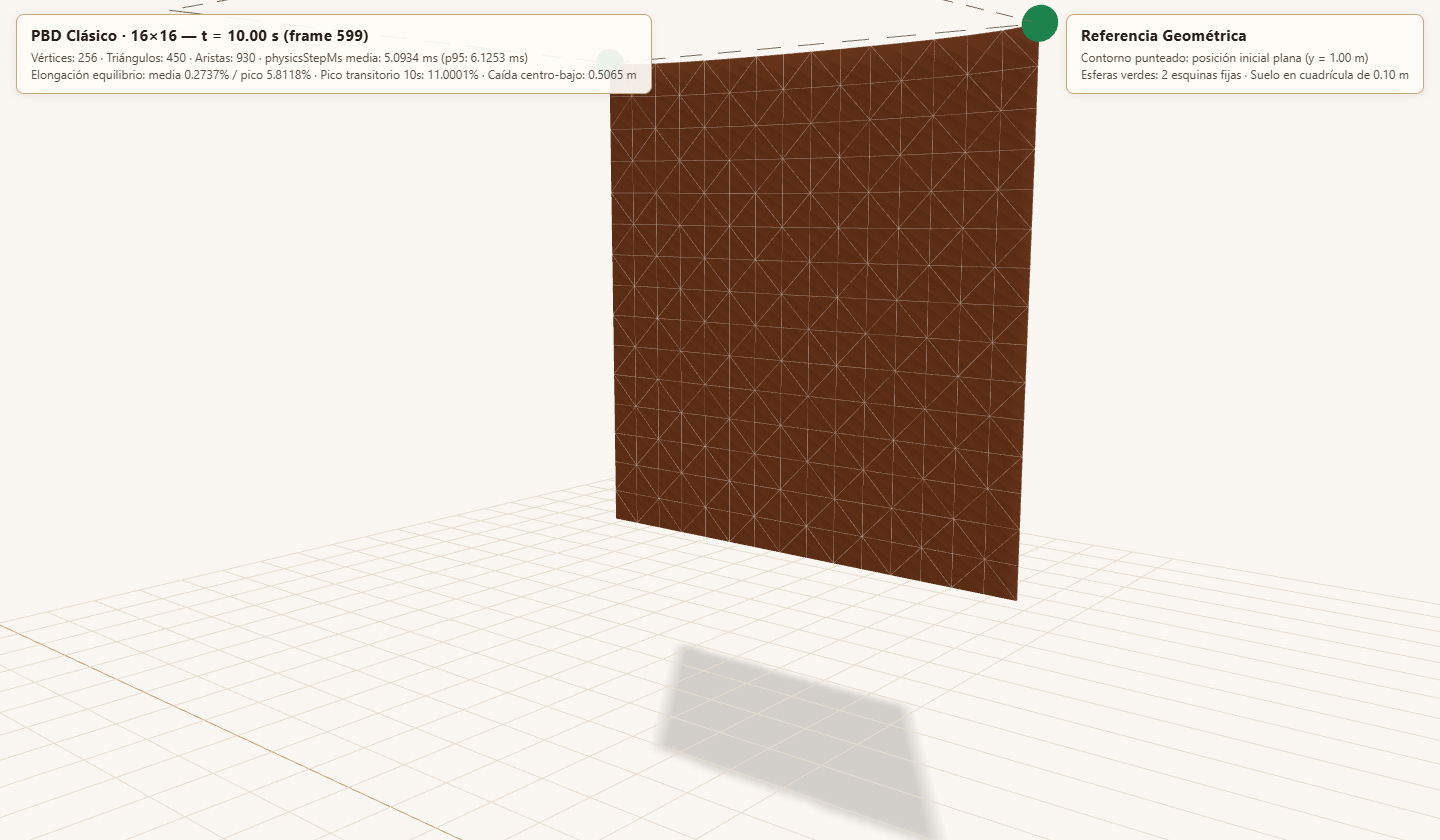 PBD Clásico · 16×16 — t = 10.00 s (frame 599)
Vértices: 256 · Triángulos: 450 · Aristas: 930 · physicsStepMs media: 5.0934 ms (p95: 6.1253 ms)
Elongación equilibrio: media 0.2737% / pico 5.8118% · Pico transitorio 10s: 11.0001% · Caída centro-bajo: 0.5065 m
Referencia Geométrica
Contorno punteado: posición inicial plana (y = 1.00 m)
Esferas verdes: 2 esquinas fijas · Suelo en cuadrícula de 0.10 m